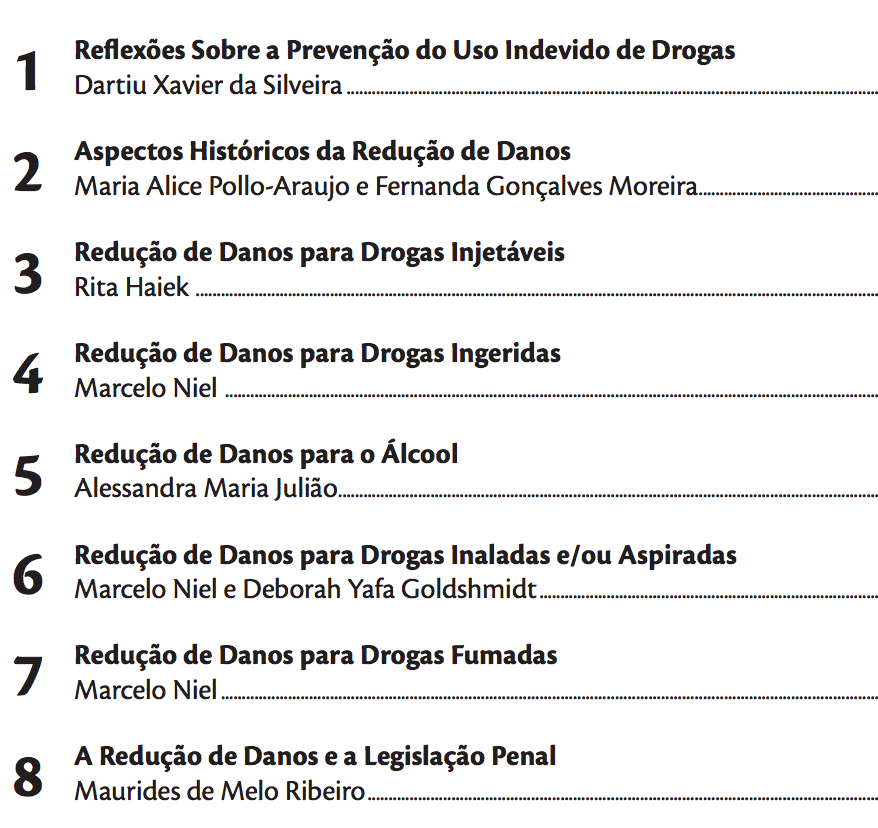 1
Reflexões Sobre a Prevenção do Uso Indevido de Drogas
Dartiu Xavier da Silveira
2
Aspectos Históricos da Redução de Danos
Maria Alice Pollo-Araujo e Fernanda Gonçalves Moreira
3
Redução de Danos para Drogas Injetáveis
Rita Haiek
4
Redução de Danos para Drogas Ingeridas
Marcelo Niel
5
Redução de Danos para o Álcool
Alessandra Maria Julião
6
Redução de Danos para Drogas Inaladas e/ou Aspiradas
Marcelo Niel e Deborah Yafa Goldshmidt
7
Redução de Danos para Drogas Fumadas
Marcelo Niel
8
A Redução de Danos e a Legislação Penal
Maurides de Melo Ribeiro